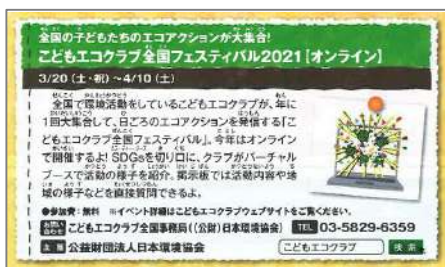 全国の子どもたちのエコアクションが大集合!
こどもエコクラブ全国フェスティバル2021【オンライン】
3/20(土・祝)~4/10(土)
全国で環境活動をしているこどもエコクラブが、年に
1回大集合して、日ごろのエコアクションを発信する「こ
どもエコクラブ全国フェスティバル」。今年はオンライン
で開催するよ!SDGsを切り口に、クラブがバーチャル
ブースで活動の様子を紹介。掲示板では活動内容や地
域の様子などを直接質問できるよ。
●参加費:無料 ※イベント詳細はこどもエコクラブウェブサイトをご覧ください。
お問い合わせ こどもエコクラブ全国事務局((公財)日本環境協会) TEL 03-5829-6359
主催 公益財団法人日本環境協会 こどもエコクラブ 検索